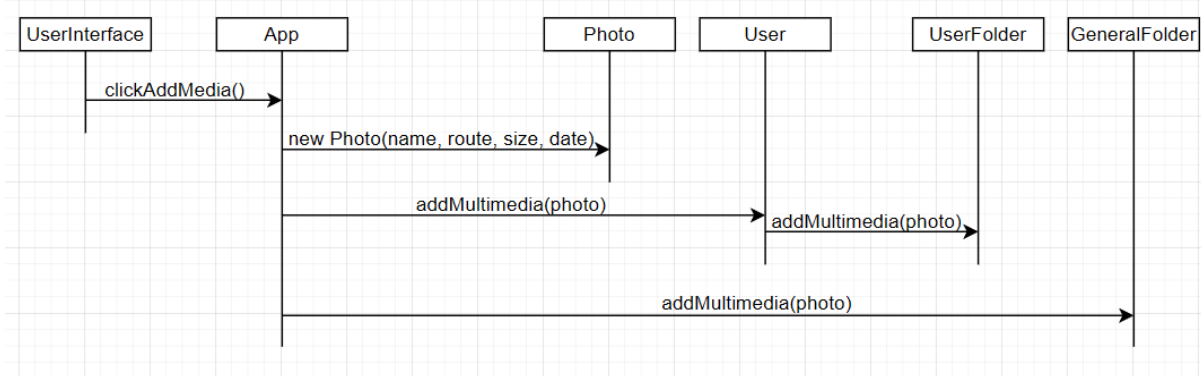 UserInterface
App
Photo
User
UserFolder
GeneralFolder
clickAddMedia()
new Photo(name, route, size, date)
addMultimedia(photo)
addMultimedia(photo)
addMultimedia(photo)